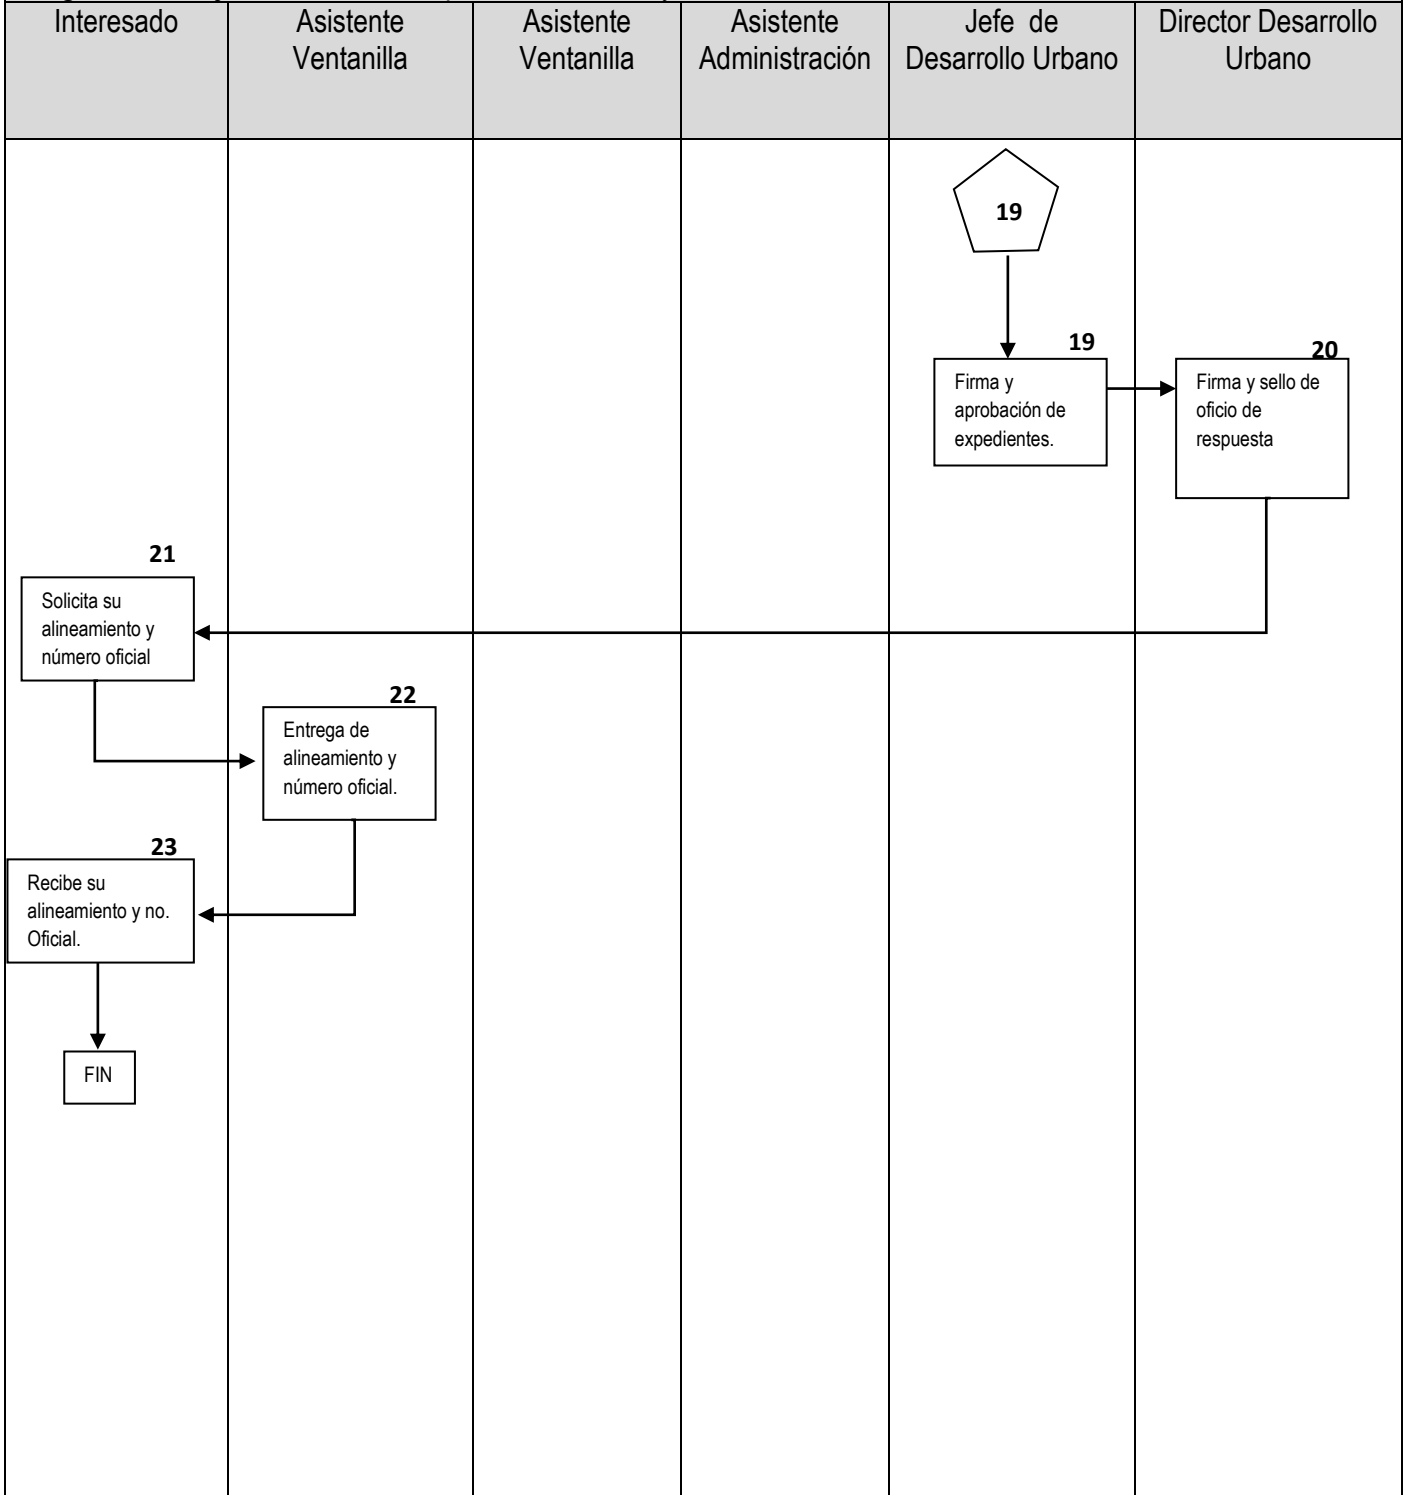 Interesado
Asistente
Ventanilla
Asistente
Ventanilla
Asistente
Administración
Jefe de
Desarrollo Urbano
Director Desarrollo
Urbano
19
19
Firma y
aprobación de
expedientes.
20
Firma y sello de
oficio de
respuesta
21
Solicita su
alineamiento y
número oficial
22
Entrega de
alineamiento y
número oficial.
23
Recibe su
alineamiento y no.
Oficial.
FIN